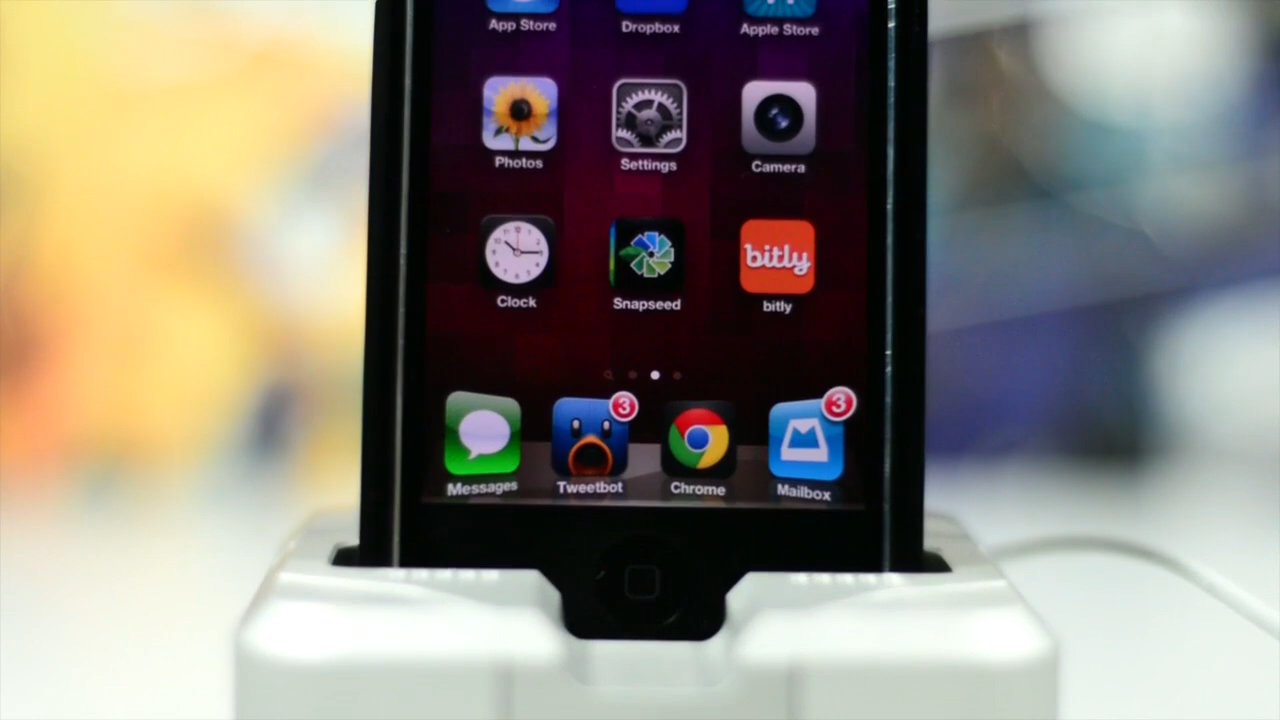 App Store Dropbox Apple Store
Photos Settings Camera
bitly
Clock Snapseed bitly
3 3
Messages Tweetbot Chrome Mailbox